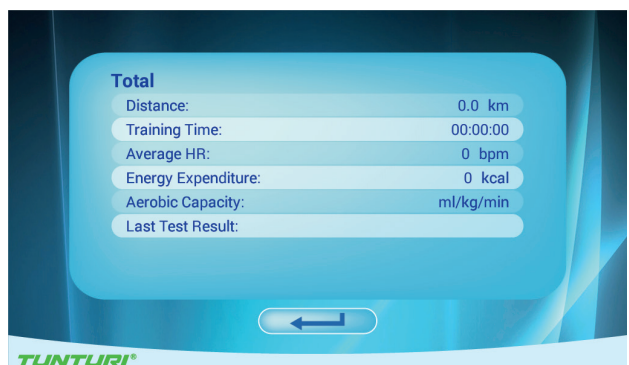 Total
Distance: 0.0 km
Training Time: 00:00:00
Average HR: 0 bpm
Energy Expenditure: 0 kcal
Aerobic Capacity: ml/kg/min
Last Test Result:
TUNTURI®